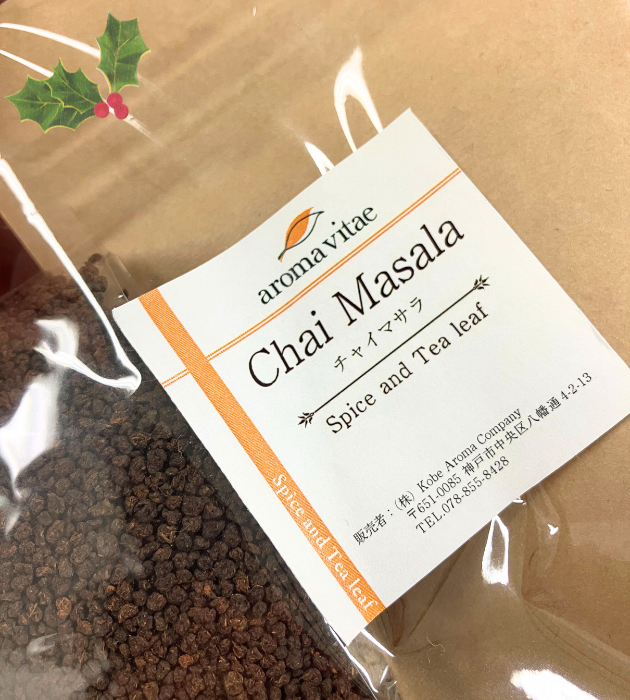 aroma vitae
Chai Masala
チャイマサラ
Spice and Tea leaf
販売者：(株) Kobe Aroma Company
〒651-0085 神戸市中央区八幡通 4-2-13
TEL.078-855-8428
Spice and Tea leaf